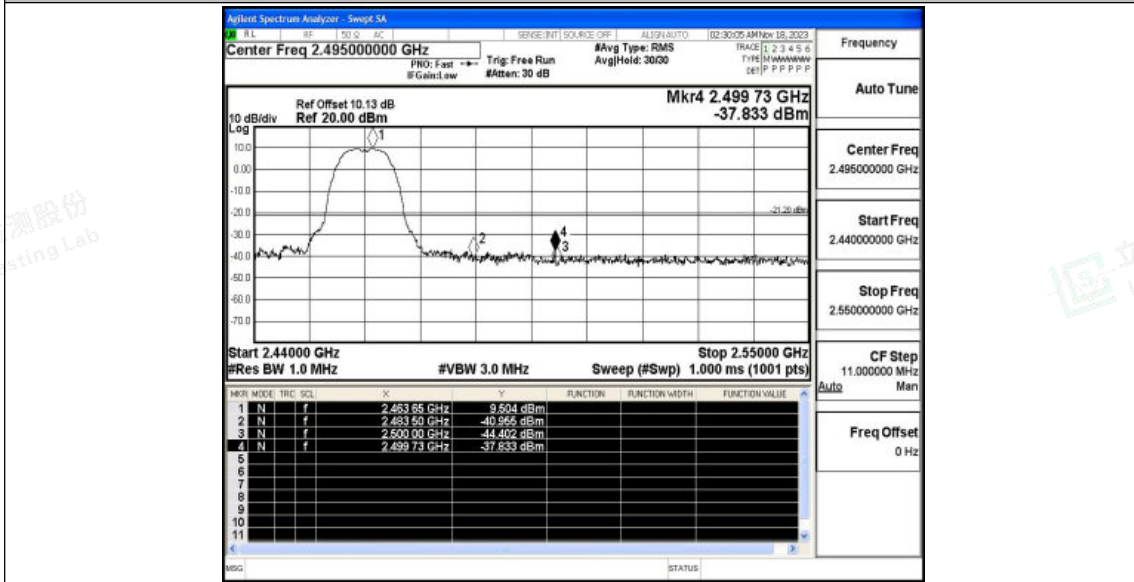 Agilent Spectrum Analyzer - Swept SA
RL RF 50 Ω AC SENSE:INT SOURCE OFF ALIGN AUTO 02:30:05 AM Nov 18, 2023
Center Freq 2.495000000 GHz
PNO: Fast
IFGain:Low
Trig: Free Run
#Atten: 30 dB
#Avg Type: RMS
Avg|Hold: 30/30
TRACE 1 2 3 4 5 6
TYPE M WWWWW
DET P P P P P P
Mkr4 2.499 73 GHz
-37.833 dBm
Ref Offset 10.13 dB
10 dB/div Ref 20.00 dBm
Log
10.0
0.00
-10.0
-20.0
-30.0
-40.0
-50.0
-60.0
-70.0
1
2
4
3
-21.20 dBm
Start 2.44000 GHz
Stop 2.55000 GHz
#Res BW 1.0 MHz
#VBW 3.0 MHz
Sweep (#Swp) 1.000 ms (1001 pts)
MKR MODE TRC SCL X Y FUNCTION FUNCTION WIDTH FUNCTION VALUE
1 N f 2.463 65 GHz 9.504 dBm
2 N f 2.483 50 GHz -40.955 dBm
3 N f 2.500 00 GHz -44.402 dBm
4 N f 2.499 73 GHz -37.833 dBm
5
6
7
8
9
10
11
MSG
STATUS
Frequency
Auto Tune
Center Freq
2.495000000 GHz
Start Freq
2.440000000 GHz
Stop Freq
2.550000000 GHz
CF Step
11.000000 MHz
Auto Man
Freq Offset
0 Hz
测股份
sting Lab
立
LCS